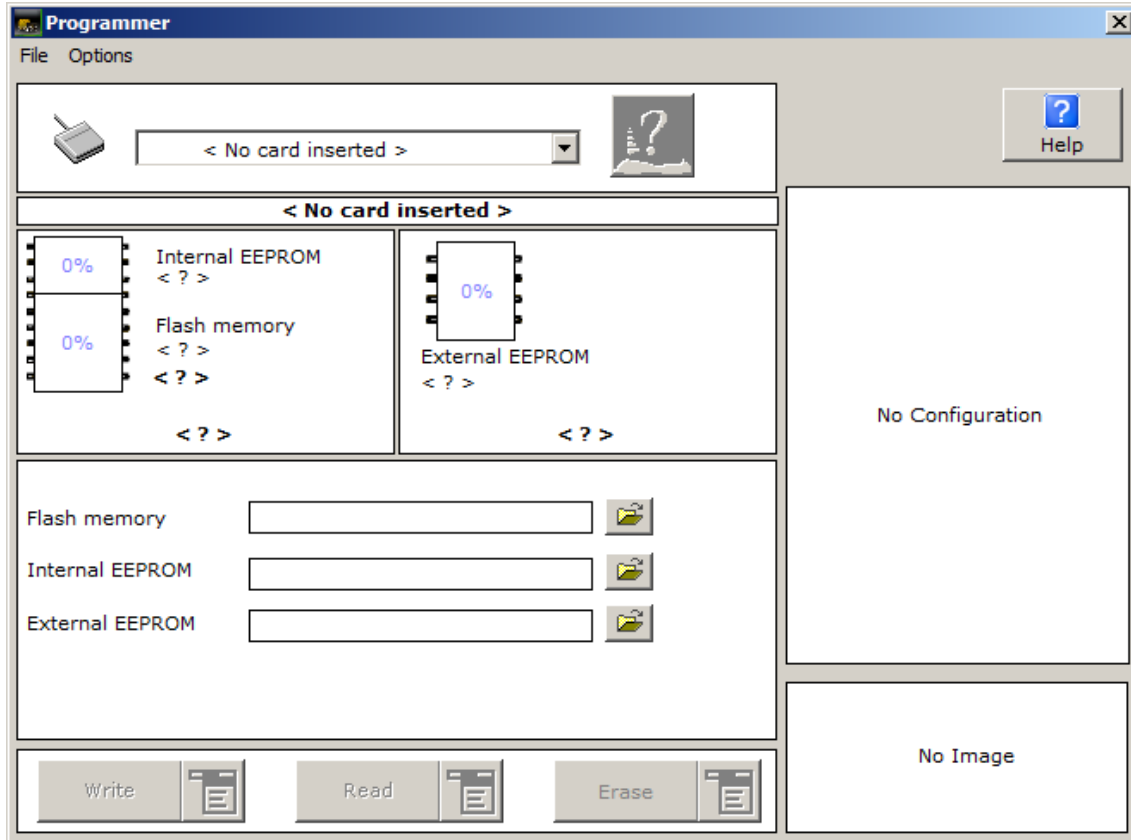 Programmer
File Options
< No card inserted >
?
?
Help
< No card inserted >
0%
Internal EEPROM
< ? >
0%
Flash memory
< ? >
< ? >
< ? >
0%
External EEPROM
< ? >
< ? >
No Configuration
Flash memory
Internal EEPROM
External EEPROM
No Image
Write
Read
Erase